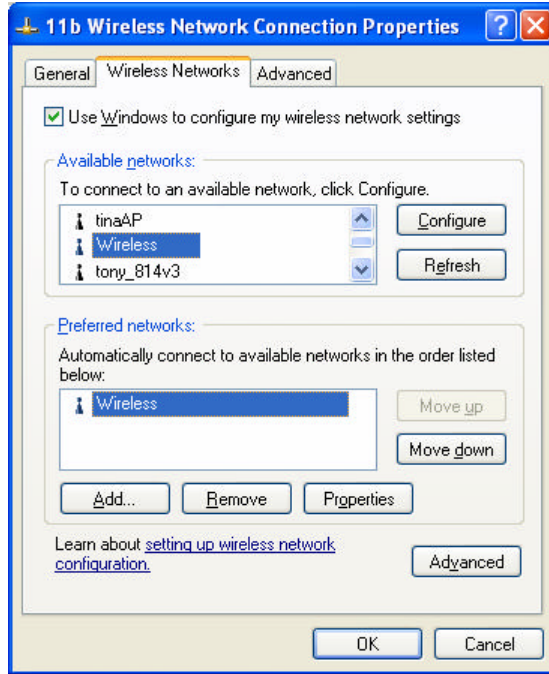 11b Wireless Network Connection Properties
General Wireless Networks Advanced
Use Windows to configure my wireless network settings
Available networks:
To connect to an available network, click Configure.
tinaAP
Wireless
tony_814v3
Configure
Refresh
Preferred networks:
Automatically connect to available networks in the order listed
below:
Wireless
Move up
Move down
Add... Remove Properties
Learn about setting up wireless network
configuration.
Advanced
OK Cancel